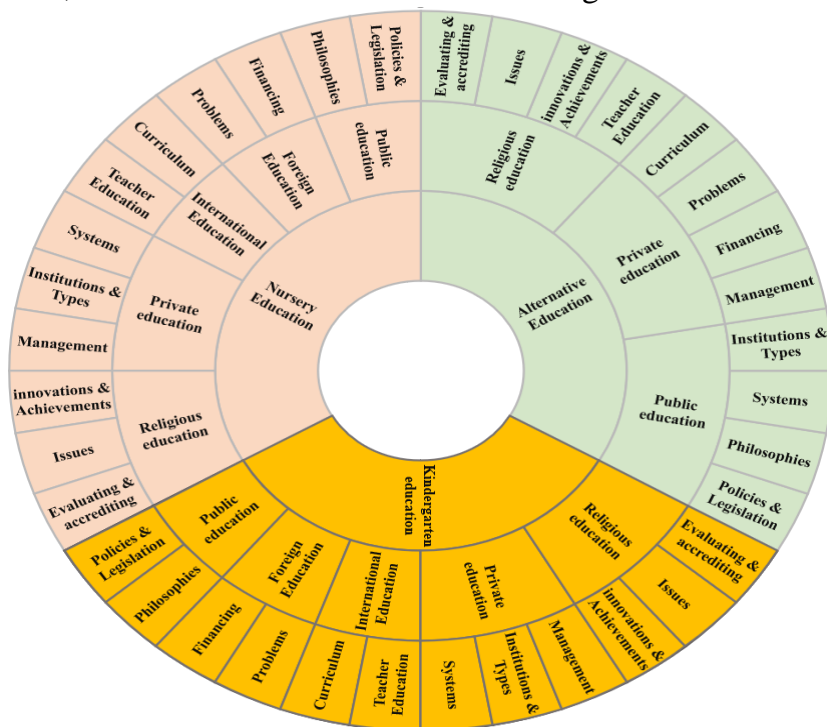 Policies &
Legislation
Philosophies
Financing
Problems
Curriculum
Teacher
Education
Systems
Institutions &
Types
Management
innovations &
Achievements
Issues
Evaluating &
accrediting
Public
education
Foreign
Education
International
Education
Private
education
Religious
education
Nursery
Education
Evaluating &
accrediting
Issues
innovations &
Achievements
Teacher
Education
Curriculum
Problems
Financing
Management
Institutions &
Types
Systems
Philosophies
Policies &
Legislation
Religious
education
Private
education
Public
education
Alternative
Education
Kindergarten
education
Public
education
Foreign
Education
International
Education
Private
education
Religious
education
Policies &
Legislation
Philosophies
Financing
Problems
Curriculum
Teacher
Education
Systems
Institutions &
Types
Management
innovations &
Achievements
Issues
Evaluating &
accrediting